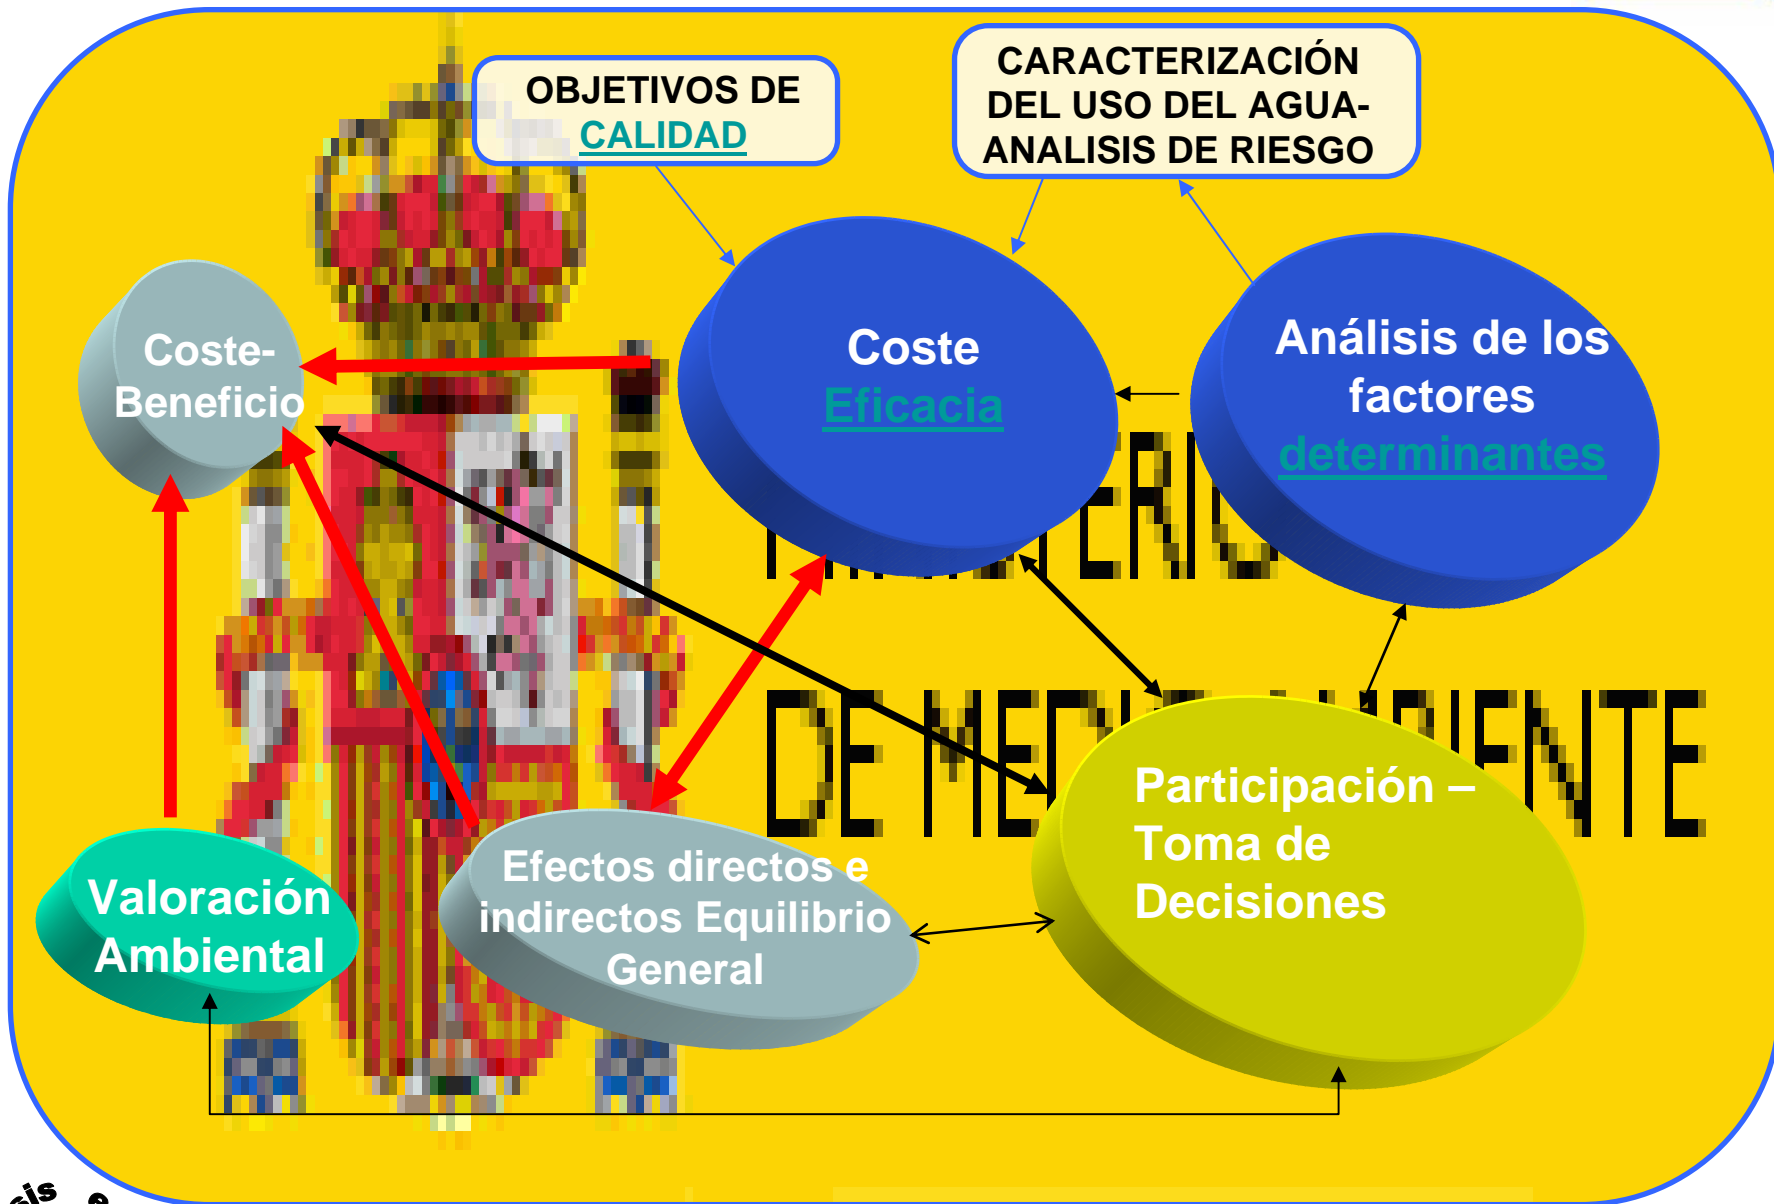 OBJETIVOS DE
CALIDAD
CARACTERIZACIÓN
DEL USO DEL AGUA-
ANALISIS DE RIESGO
Coste-
Beneficio
Coste
Eficacia
Análisis de los
factores
determinantes
DE
Participación –
Toma de
Decisiones
Efectos directos e
indirectos Equilibrio
General
Valoración
Ambiental